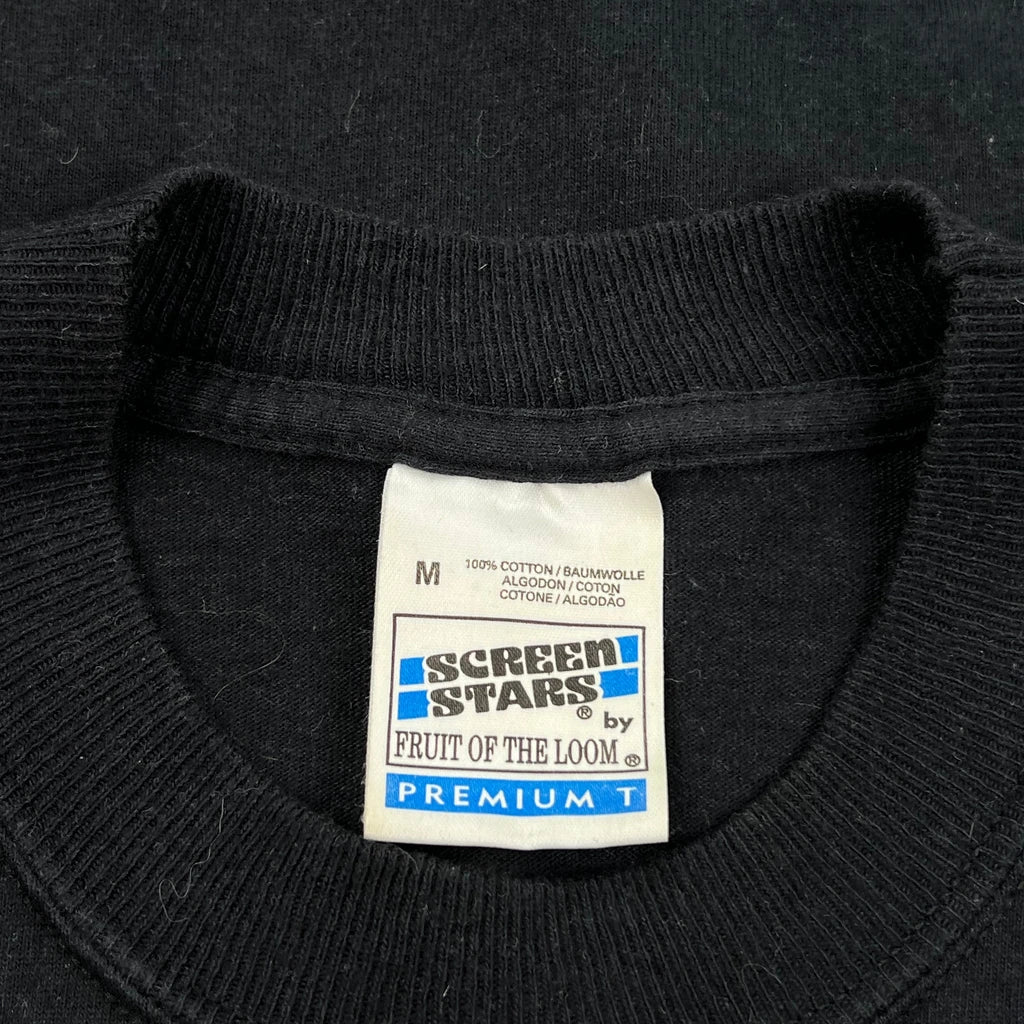 M
100% COTTON / BAUMWOLLE
ALGODON / COTON
COTONE / ALGODÃO
SCREEN
STARS®
by
FRUIT OF THE LOOM®
PREMIUM T